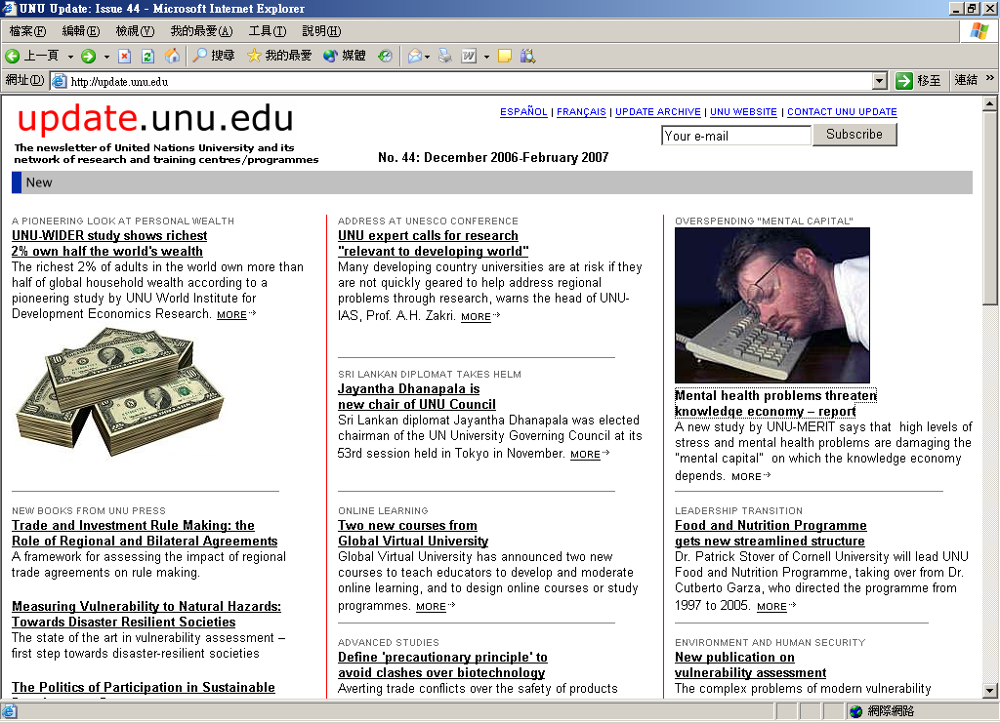 UNU Update: Issue 44 - Microsoft Internet Explorer
檔案(F) 編輯(E) 檢視(V) 我的最愛(A) 工具(T) 說明(H)
上一頁 搜尋 我的最愛 媒體
網址(D) http://update.unu.edu 移至 連結 »
update.unu.edu
The newsletter of United Nations University and its
network of research and training centres/programmes
No. 44: December 2006-February 2007
ESPAÑOL | FRANÇAIS | UPDATE ARCHIVE | UNU WEBSITE | CONTACT UNU UPDATE
Your e-mail Subscribe
New
A PIONEERING LOOK AT PERSONAL WEALTH
UNU-WIDER study shows richest
2% own half the world's wealth
The richest 2% of adults in the world own more than
half of global household wealth according to a
pioneering study by UNU World Institute for
Development Economics Research. MORE
NEW BOOKS FROM UNU PRESS
Trade and Investment Rule Making: the
Role of Regional and Bilateral Agreements
A framework for assessing the impact of regional
trade agreements on rule making.
Measuring Vulnerability to Natural Hazards:
Towards Disaster Resilient Societies
The state of the art in vulnerability assessment –
first step towards disaster-resilient societies
The Politics of Participation in Sustainable
ADDRESS AT UNESCO CONFERENCE
UNU expert calls for research
"relevant to developing world"
Many developing country universities are at risk if they
are not quickly geared to help address regional
problems through research, warns the head of UNU-
IAS, Prof. A.H. Zakri. MORE
SRI LANKAN DIPLOMAT TAKES HELM
Jayantha Dhanapala is
new chair of UNU Council
Sri Lankan diplomat Jayantha Dhanapala was elected
chairman of the UN University Governing Council at its
53rd session held in Tokyo in November. MORE
ONLINE LEARNING
Two new courses from
Global Virtual University
Global Virtual University has announced two new
courses to teach educators to develop and moderate
online learning, and to design online courses or study
programmes. MORE
ADVANCED STUDIES
Define 'precautionary principle' to
avoid clashes over biotechnology
Averting trade conflicts over the safety of products
OVERSPENDING "MENTAL CAPITAL"
Mental health problems threaten
knowledge economy – report
A new study by UNU-MERIT says that high levels of
stress and mental health problems are damaging the
"mental capital" on which the knowledge economy
depends. MORE
LEADERSHIP TRANSITION
Food and Nutrition Programme
gets new streamlined structure
Dr. Patrick Stover of Cornell University will lead UNU
Food and Nutrition Programme, taking over from Dr.
Cutberto Garza, who directed the programme from
1997 to 2005. MORE
ENVIRONMENT AND HUMAN SECURITY
New publication on
vulnerability assessment
The complex problems of modern vulnerability
網際網路